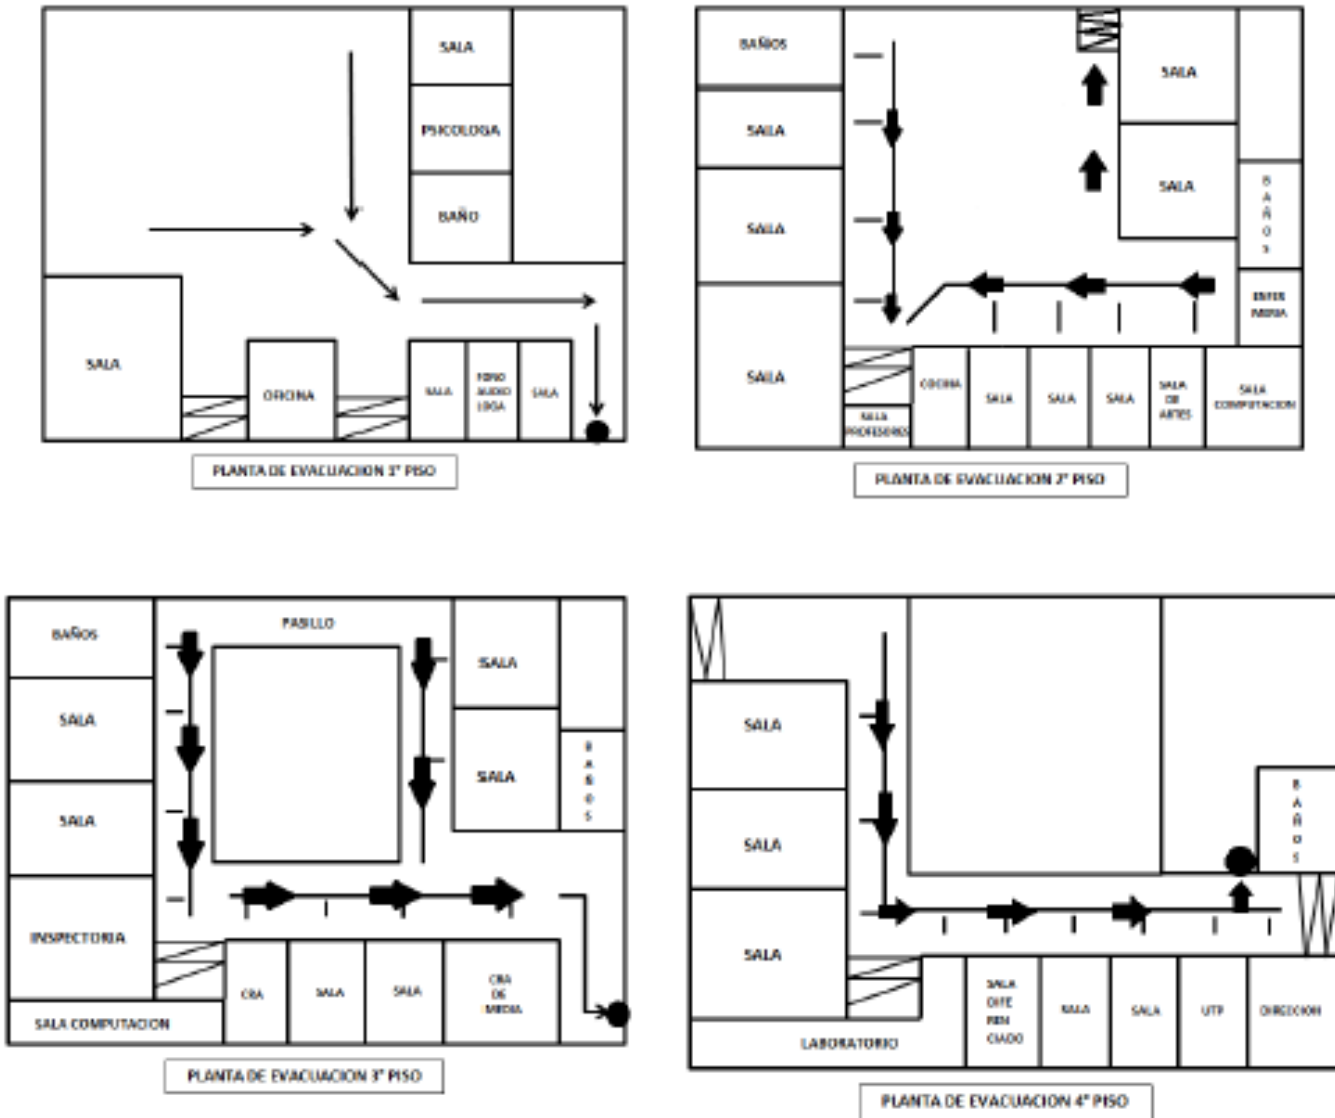 SALA
PSICOLOGA
BAÑO
SALA
OFICINA
SALA
FONO
AUDIO
LOGA
SALA
PLANTA DE EVACUACION 1° PISO
BAÑOS
SALA
SALA
SALA
SALA
SALA
B
A
Ñ
O
S
ENFER
MERIA
SALA
PROFESORES
COCINA
SALA
SALA
SALA
SALA
DE
ARTES
SALA
COMPUTACION
PLANTA DE EVACUACION 2° PISO
BAÑOS
SALA
SALA
INSPECTORIA
SALA COMPUTACION
PASILLO
SALA
SALA
B
A
Ñ
O
S
CRA
SALA
SALA
CRA
DE
MEDIA
PLANTA DE EVACUACION 3° PISO
SALA
SALA
SALA
LABORATORIO
B
A
Ñ
O
S
SALA
DIFE
REN
CIADO
SALA
SALA
UTP
DIRECCION
PLANTA DE EVACUACION 4° PISO